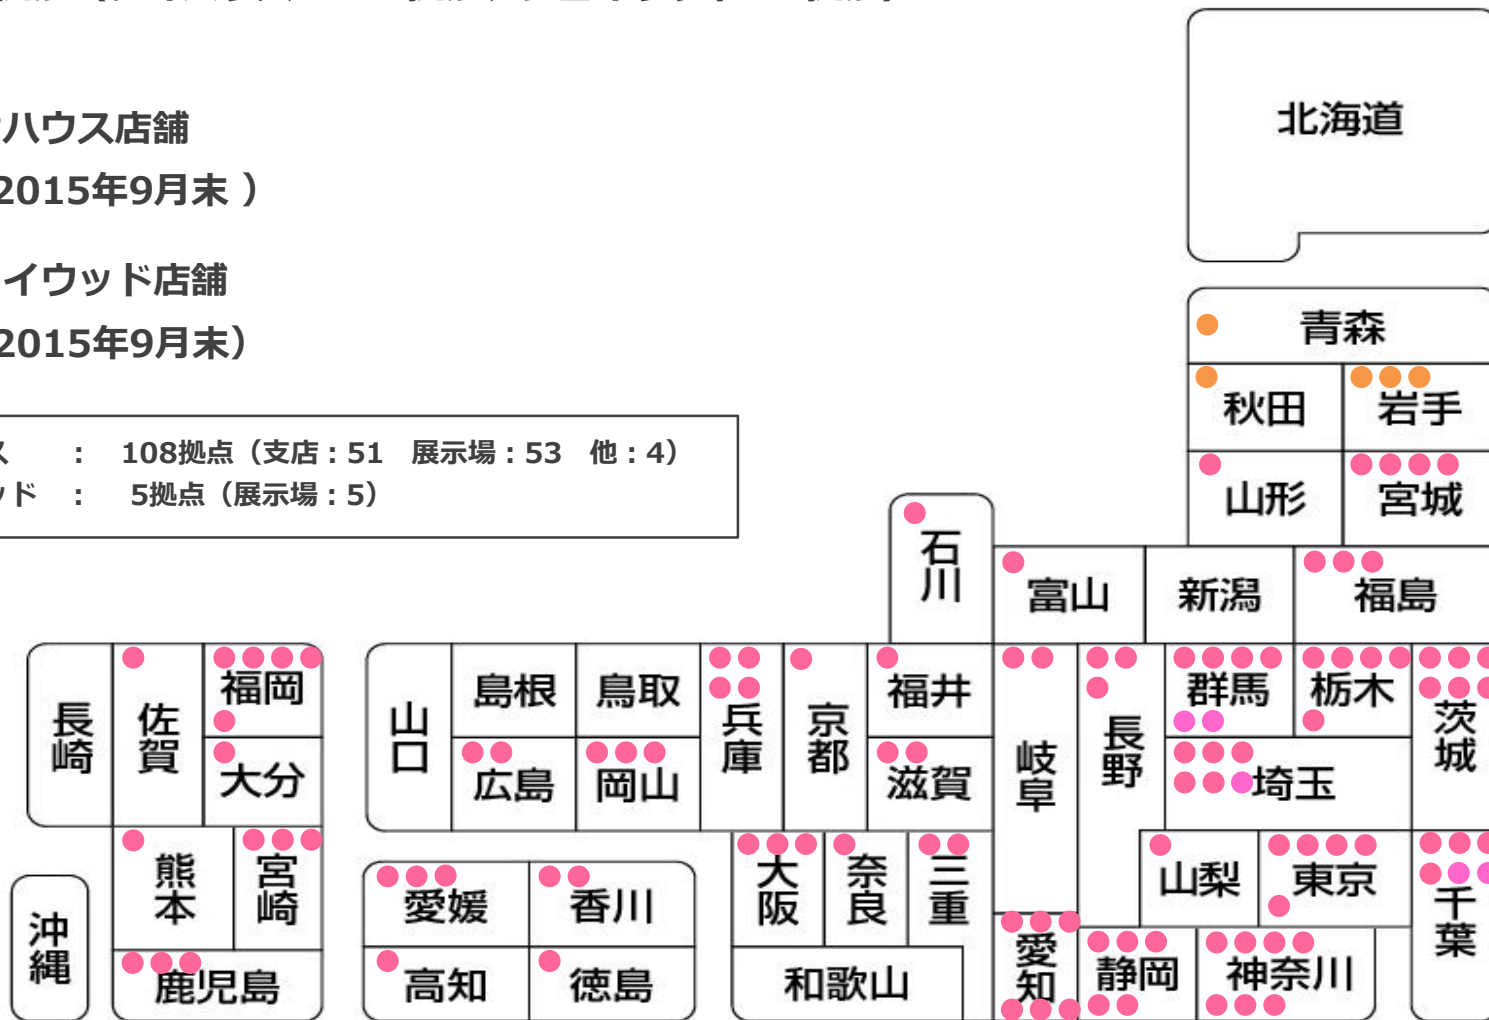 ハウス店舗
2015年9月末 )
イウッド店舗
2015年9月末)
ス : 108拠点(支店:51 展示場:53 他:4)
ッド : 5拠点(展示場:5)
北海道
青森
秋田
岩手
山形
宮城
石川
富山
新潟
福島
長崎
佐賀
福岡
大分
山口
島根
鳥取
広島
岡山
兵庫
京都
福井
滋賀
岐阜
長野
群馬
栃木
茨城
埼玉
熊本
宮崎
鹿児島
沖縄
愛媛
香川
高知
徳島
大阪
奈良
三重
和歌山
愛知
静岡
山梨
東京
神奈川
千葉